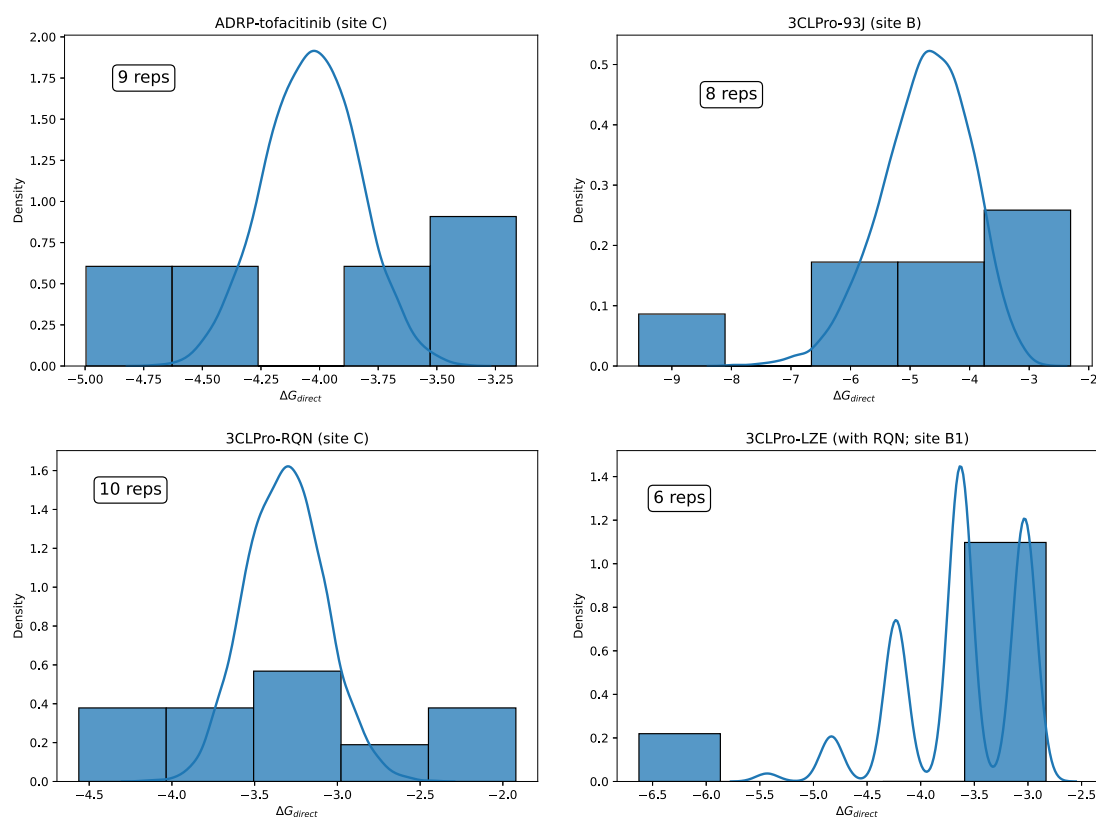 ADRP-tofacitinib (site C)
2.00
1.75
1.50
1.25
1.00
0.75
0.50
0.25
0.00
Density
9 reps
−5.00 −4.75 −4.50 −4.25 −4.00 −3.75 −3.50 −3.25
ΔG_direct
3CLPro-93J (site B)
0.5
0.4
0.3
0.2
0.1
0.0
Density
8 reps
−9 −8 −7 −6 −5 −4 −3 −2
ΔG_direct
3CLPro-RQN (site C)
1.6
1.4
1.2
1.0
0.8
0.6
0.4
0.2
0.0
Density
10 reps
−4.5 −4.0 −3.5 −3.0 −2.5 −2.0
ΔG_direct
3CLPro-LZE (with RQN; site B1)
1.4
1.2
1.0
0.8
0.6
0.4
0.2
0.0
Density
6 reps
−6.5 −6.0 −5.5 −5.0 −4.5 −4.0 −3.5 −3.0 −2.5
ΔG_direct